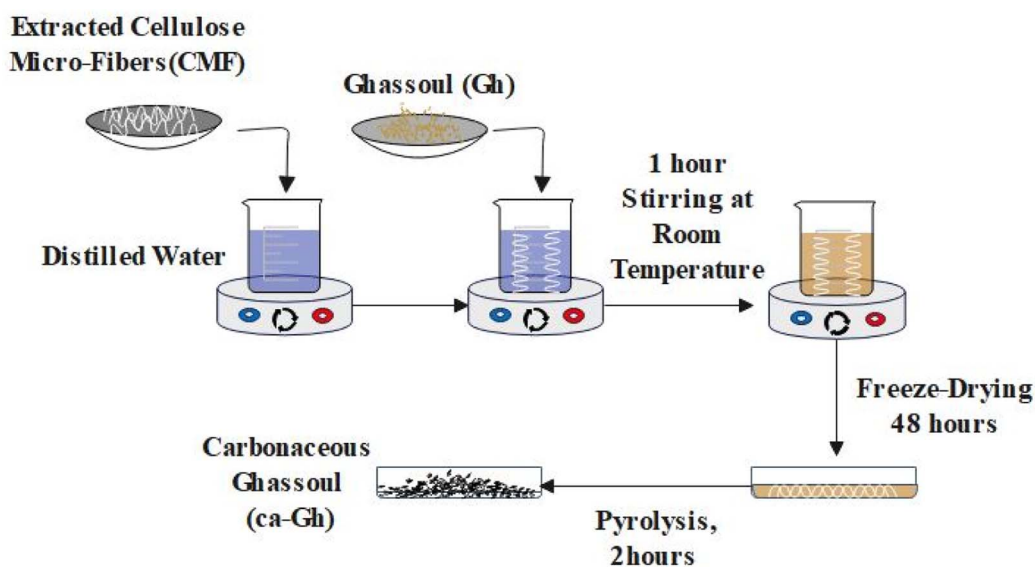 Extracted Cellulose
Micro-Fibers(CMF)
Ghassoul (Gh)
Distilled Water
1 hour
Stirring at
Room
Temperature
Freeze-Drying
48 hours
Carbonaceous
Ghassoul
(ca-Gh)
Pyrolysis,
2hours